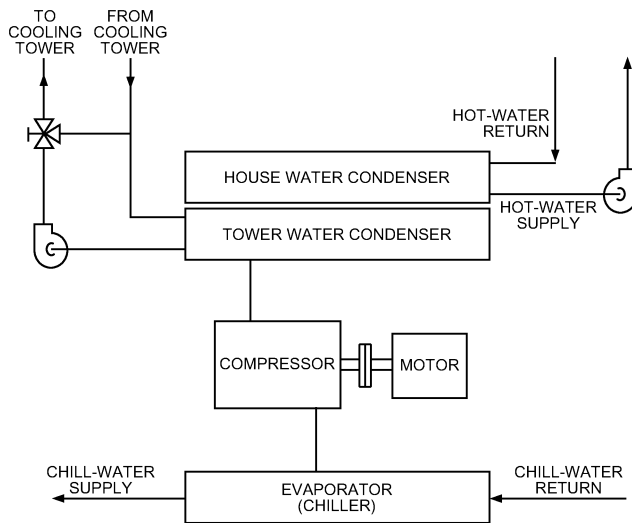 TO
COOLING
TOWER
FROM
COOLING
TOWER
HOT-WATER
RETURN
HOUSE WATER CONDENSER
HOT-WATER
SUPPLY
TOWER WATER CONDENSER
COMPRESSOR
MOTOR
CHILL-WATER
SUPPLY
EVAPORATOR
(CHILLER)
CHILL-WATER
RETURN